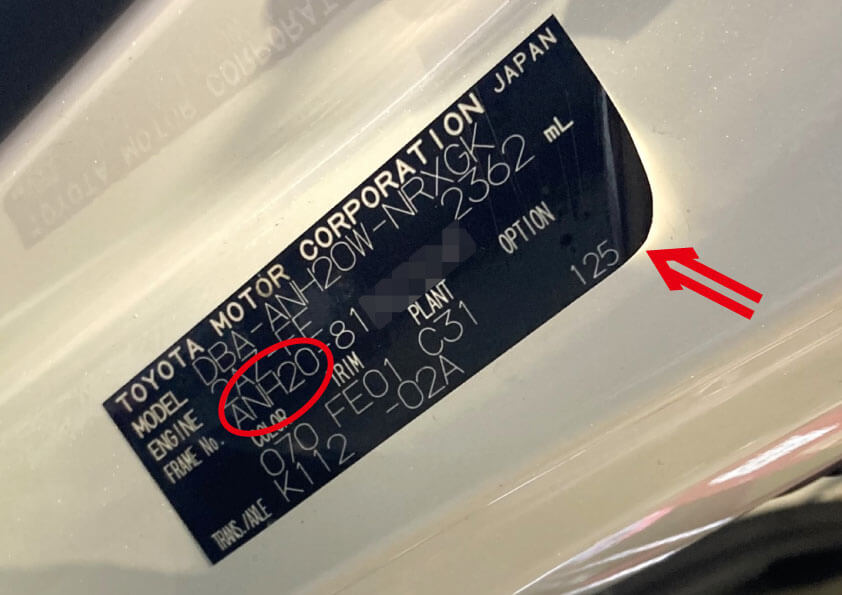 TOYOTA MOTOR CORPORATION JAPAN
MODEL DBA-ANH20W-NRXGK
ENGINE 2AZ-FE 2362 mL
FRAME No. ANH20-81
COLOR TRIM PLANT OPTION
070 FE01 C31 125
TRANS./AXLE K112 -02A